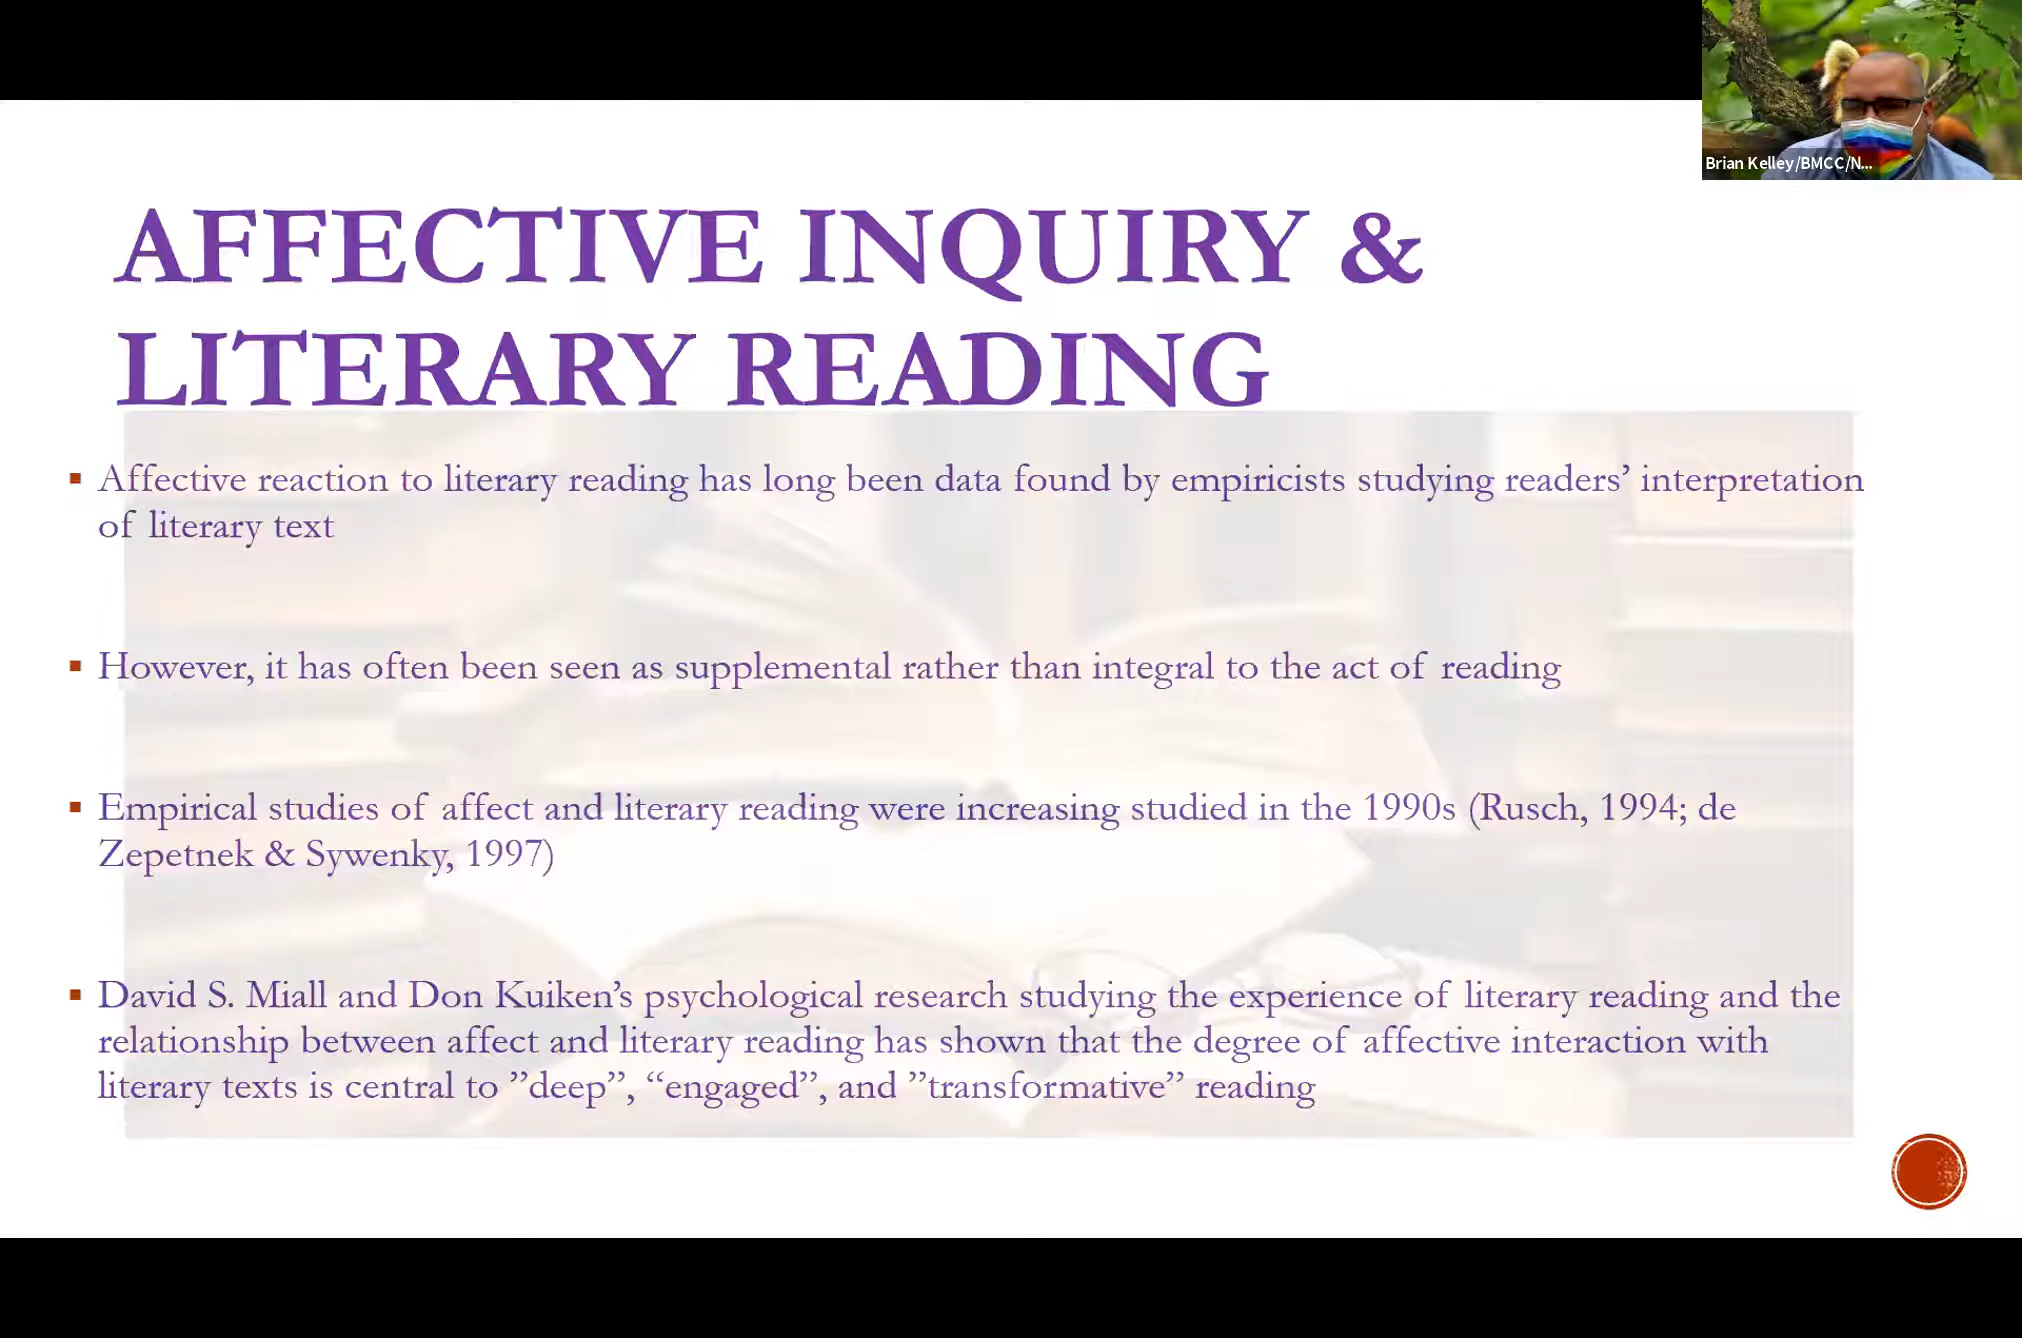 Brian Kelley/BMCC/N...
AFFECTIVE INQUIRY &
LITERARY READING
▪ Affective reaction to literary reading has long been data found by empiricists studying readers’ interpretation
of literary text
▪ However, it has often been seen as supplemental rather than integral to the act of reading
▪ Empirical studies of affect and literary reading were increasing studied in the 1990s (Rusch, 1994; de
Zepetnek & Sywenky, 1997)
▪ David S. Miall and Don Kuiken’s psychological research studying the experience of literary reading and the
relationship between affect and literary reading has shown that the degree of affective interaction with
literary texts is central to ”deep”, “engaged”, and ”transformative” reading